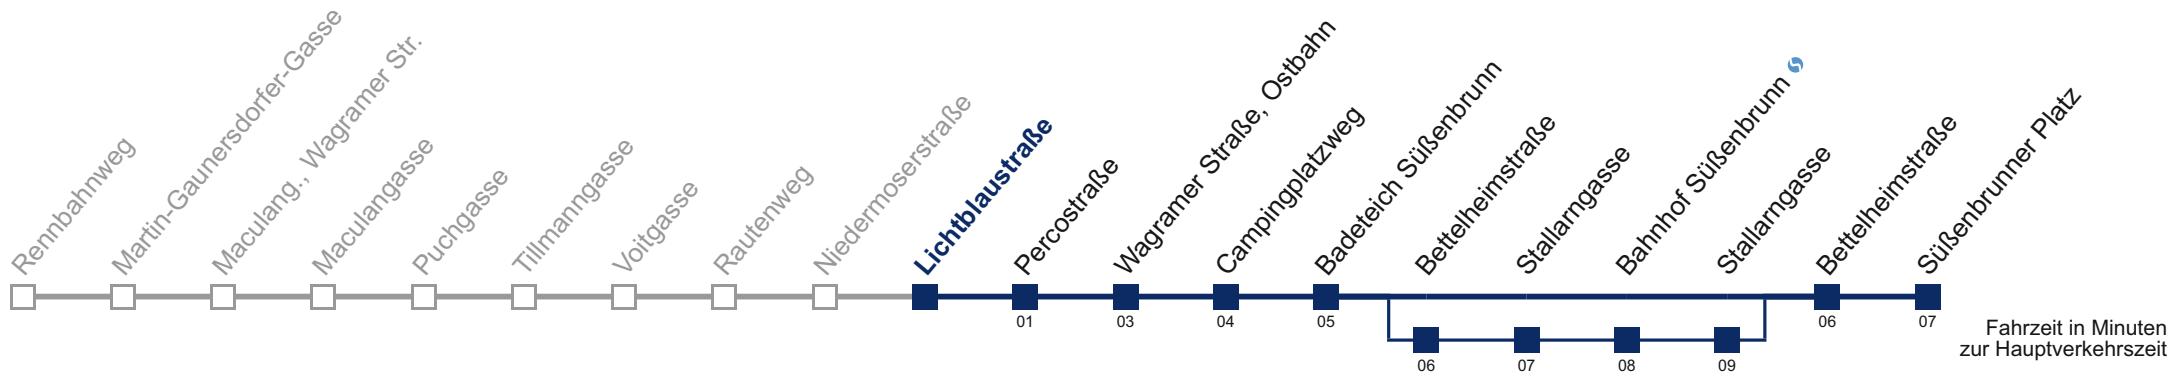 Rennbahnweg
Martin-Gaunersdorfer-Gasse
Maculang., Wagramer Str.
Maculangasse
Puchgasse
Tillmanngasse
Voitgasse
Rautenweg
Niedermoserstraße
Lichtblaustraße
Percostraße
Wagramer Straße, Ostbahn
Campingplatzweg
Badeteich Süßenbrunn
Bettelheimstraße
Stallarngasse
Bahnhof Süßenbrunn
Stallarngasse
Bettelheimstraße
Süßenbrunner Platz
01
03
04
05
06
07
06
07
08
09
Fahrzeit in Minuten
zur Hauptverkehrszeit